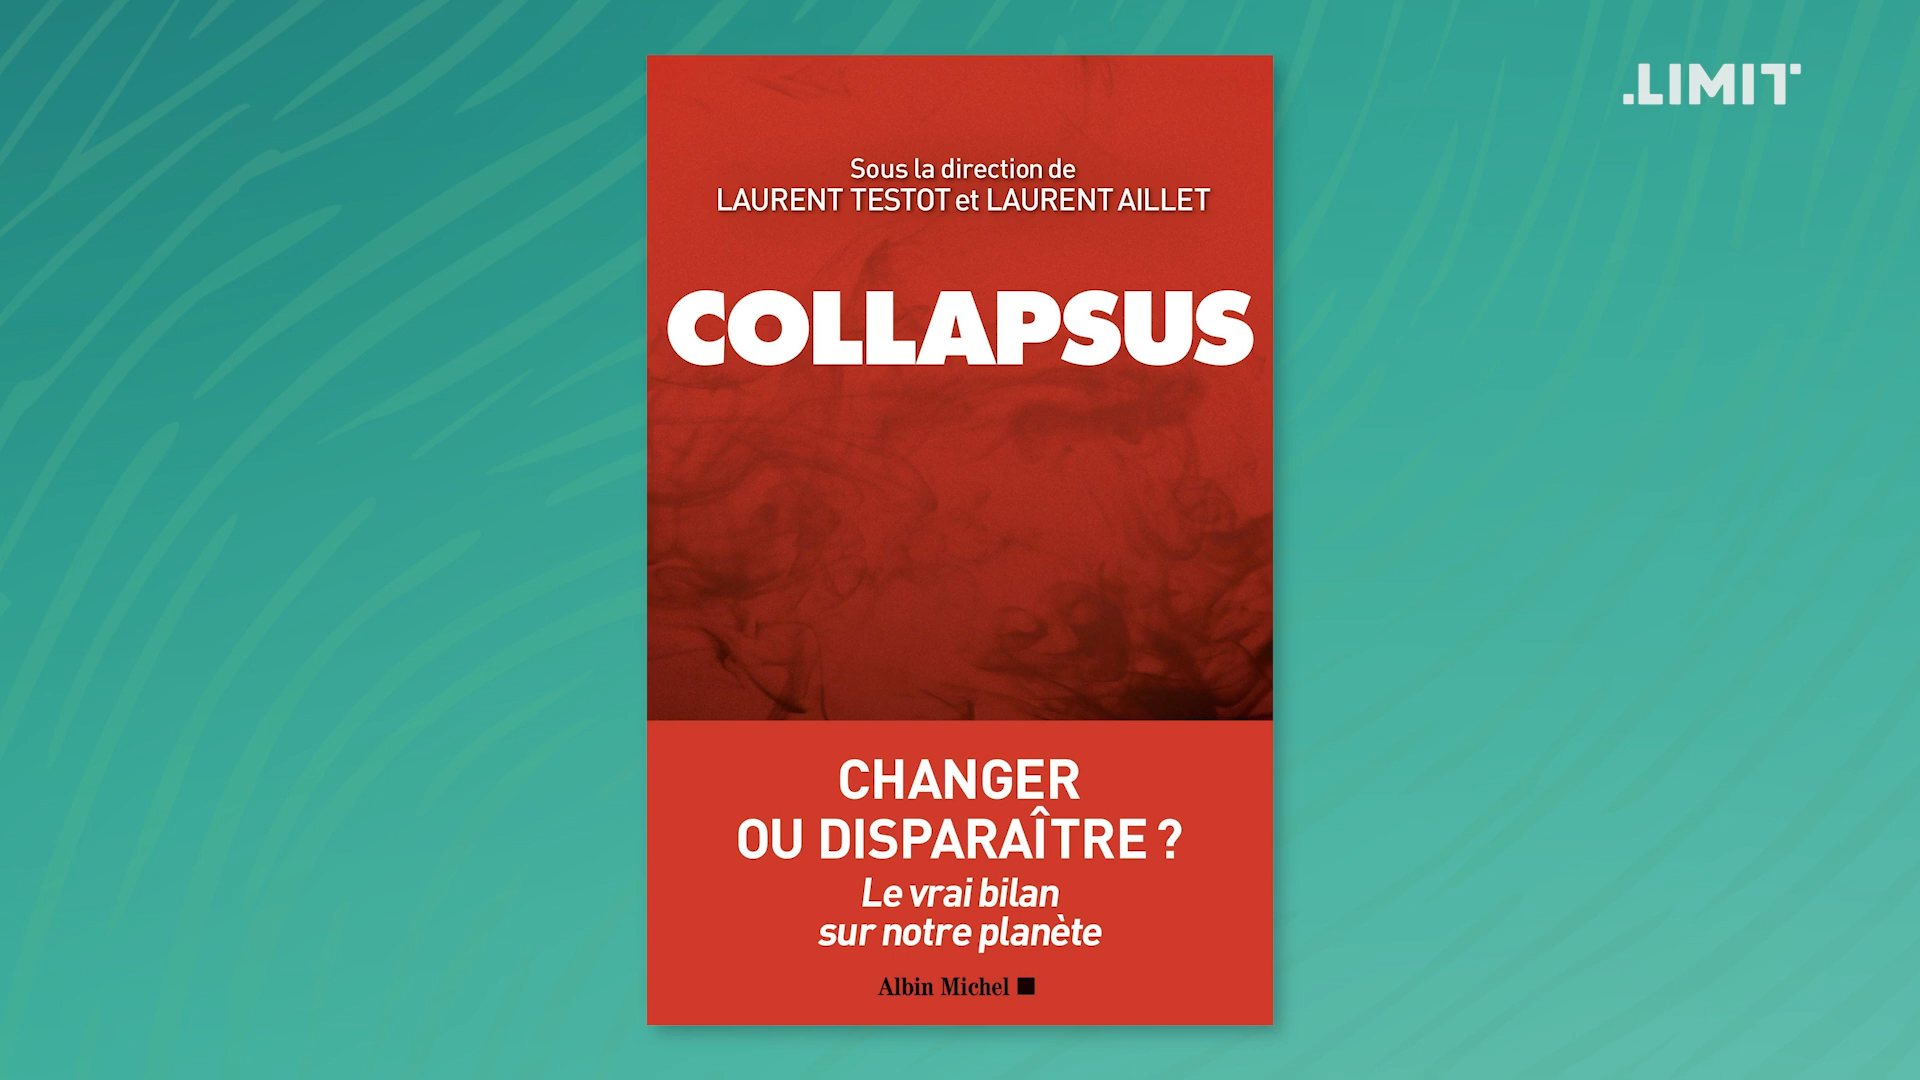 .LIMIT
Sous la direction de
LAURENT TESTOT et LAURENT AILLET
COLLAPSUS
CHANGER
OU DISPARAÎTRE ?
Le vrai bilan
sur notre planète
Albin Michel